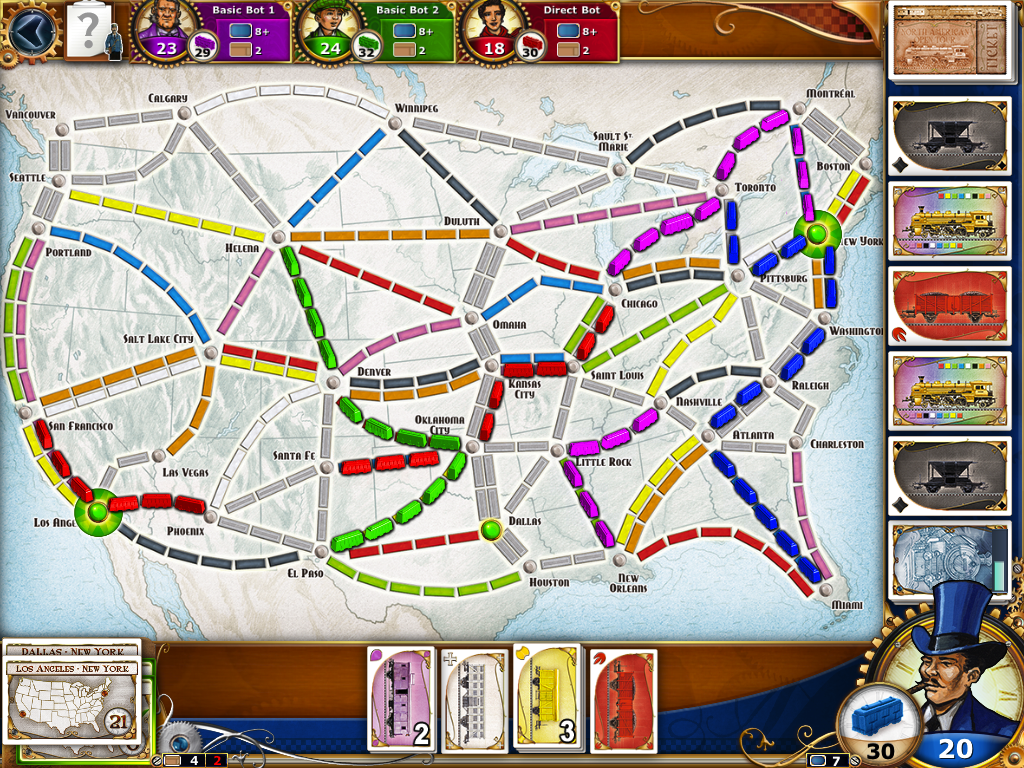 Basic Bot 1
8+
2
23
29
Basic Bot 2
8+
2
24
32
Direct Bot
8+
2
18
30
TICKET
VANCOUVER
CALGARY
WINNIPEG
MONTRÉAL
SAULT ST. MARIE
BOSTON
SEATTLE
TORONTO
DULUTH
HELENA
PORTLAND
EW YORK
PITTSBURG
CHICAGO
OMAHA
WASHINGTON
SALT LAKE CITY
DENVER
KANSAS CITY
SAINT LOUIS
RALEIGH
SAN FRANCISCO
OKLAHOMA CITY
NASHVILLE
ATLANTA
CHARLESTON
LAS VEGAS
SANTA FE
LITTLE ROCK
LOS ANGE
PHOENIX
DALLAS
EL PASO
HOUSTON
NEW ORLEANS
MIAMI
DALLAS - NEW YORK
LOS ANGELES - NEW YORK
21
2
3
30
20
4
2
7